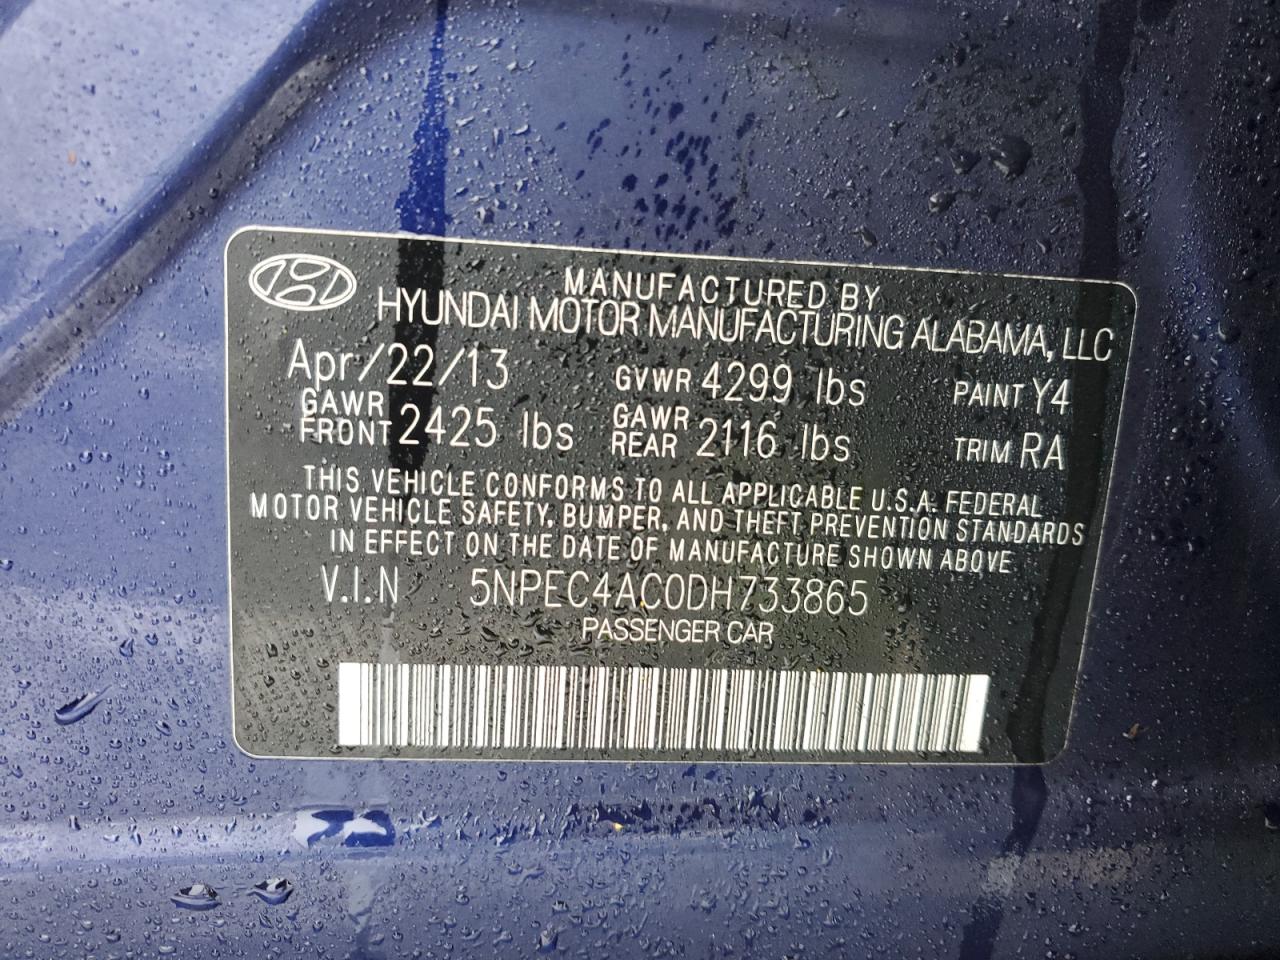 MANUFACTURED BY
HYUNDAI MOTOR MANUFACTURING ALABAMA, LLC
Apr/22/13 GVWR 4299 lbs PAINT Y4
GAWR FRONT 2425 lbs GAWR REAR 2116 lbs TRIM RA
THIS VEHICLE CONFORMS TO ALL APPLICABLE U.S.A. FEDERAL
MOTOR VEHICLE SAFETY, BUMPER, AND THEFT PREVENTION STANDARDS
IN EFFECT ON THE DATE OF MANUFACTURE SHOWN ABOVE
V.I.N 5NPEC4AC0DH733865
PASSENGER CAR